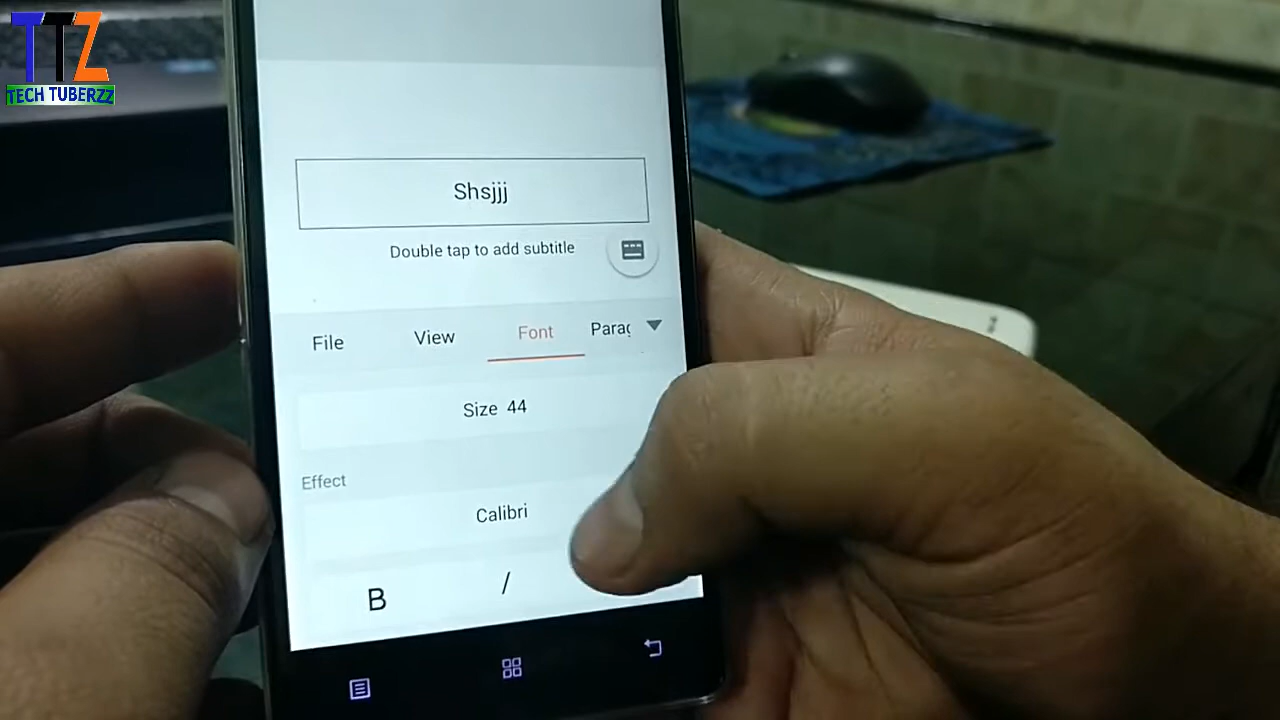 TTZ
TECH TUBERZZ
Shsjjj
Double tap to add subtitle
File View Font Parag
Size 44
Effect
Calibri
B I